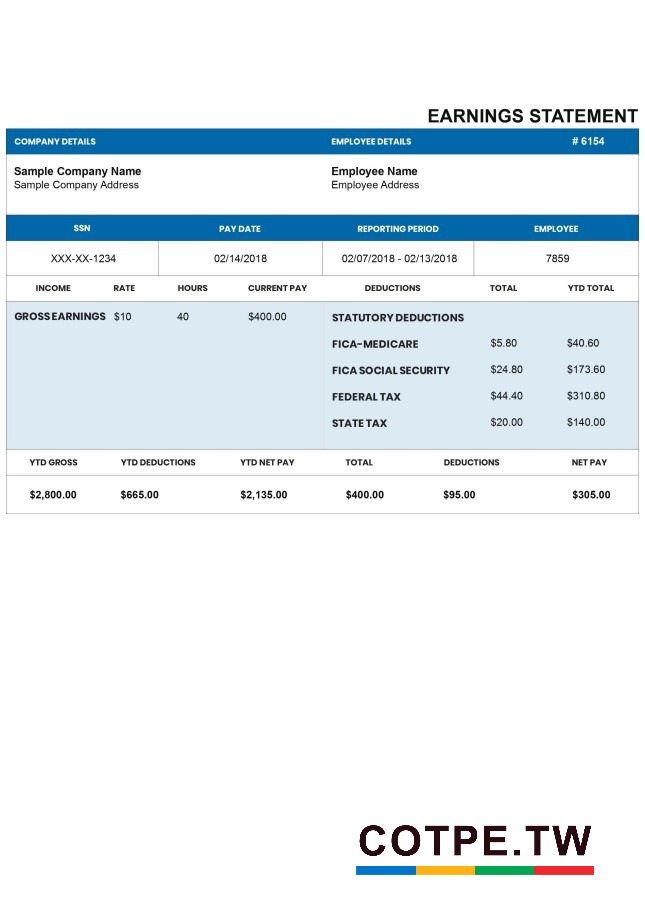 EARNINGS STATEMENT
COMPANY DETAILS EMPLOYEE DETAILS # 6154
Sample Company Name Employee Name
Sample Company Address Employee Address
SSN PAY DATE REPORTING PERIOD EMPLOYEE
XXX-XX-1234 02/14/2018 02/07/2018 - 02/13/2018 7859
INCOME RATE HOURS CURRENT PAY DEDUCTIONS TOTAL YTD TOTAL
GROSS EARNINGS $10 40 $400.00 STATUTORY DEDUCTIONS
FICA-MEDICARE $5.80 $40.60
FICA SOCIAL SECURITY $24.80 $173.60
FEDERAL TAX $44.40 $310.80
STATE TAX $20.00 $140.00
YTD GROSS YTD DEDUCTIONS YTD NET PAY TOTAL DEDUCTIONS NET PAY
$2,800.00 $665.00 $2,135.00 $400.00 $95.00 $305.00
COTPE.TW